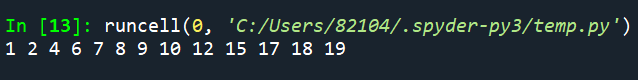 In [13]: runcell(0, 'C:/Users/82104/.spyder-py3/temp.py')
1 2 4 6 7 8 9 10 12 15 17 18 19